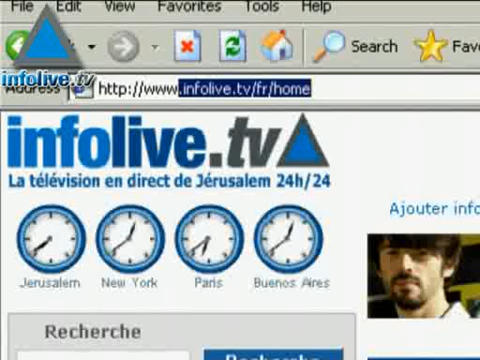 File Edit View Favorites Tools Help
Search
infolive.tv
Address http://www.infolive.tv/fr/home
infolive.tv
La télévision en direct de Jérusalem 24h/24
Ajouter
Jerusalem New York Paris Buenos Aires
Recherche
Recherche